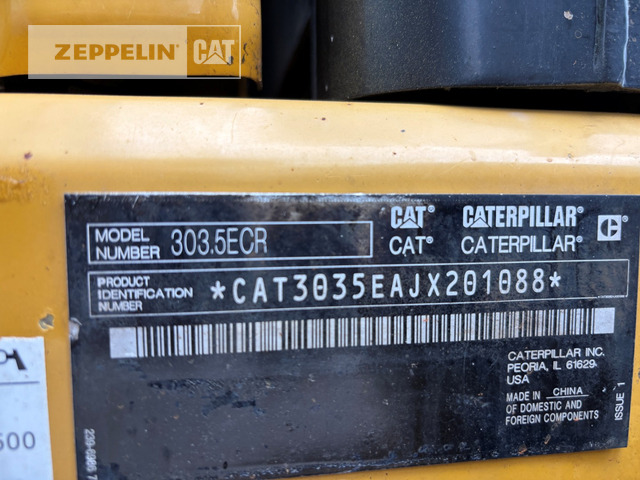 ZEPPELIN CAT
MODEL NUMBER 303.5ECR
CAT® CATERPILLAR®
CAT® CATERPILLAR®
C
PRODUCT
IDENTIFICATION
NUMBER
*CAT3035EAJX201088*
CATERPILLAR INC.
PEORIA, IL 61629
USA
MADE IN CHINA
OF DOMESTIC AND
FOREIGN COMPONENTS
ISSUE 1
500